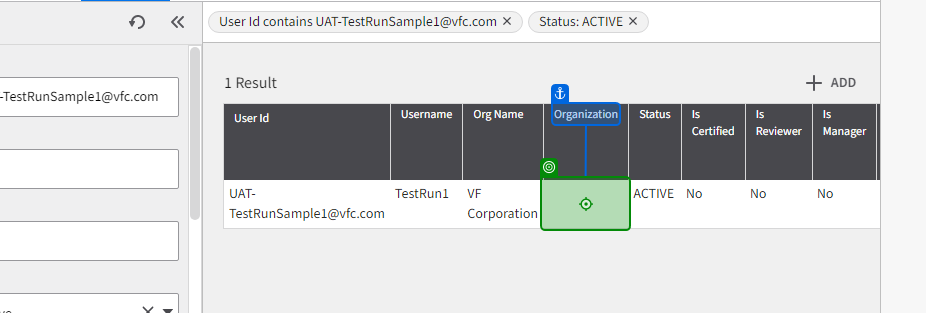 User Id contains UAT-TestRunSample1@vfc.com
Status: ACTIVE
-TestRunSample1@vfc.com
1 Result
ADD
User Id
Username
Org Name
Organization
Status
Is Certified
Is Reviewer
Is Manager
UAT-
TestRunSample1@vfc.com
TestRun1
VF
Corporation
ACTIVE
No
No
No